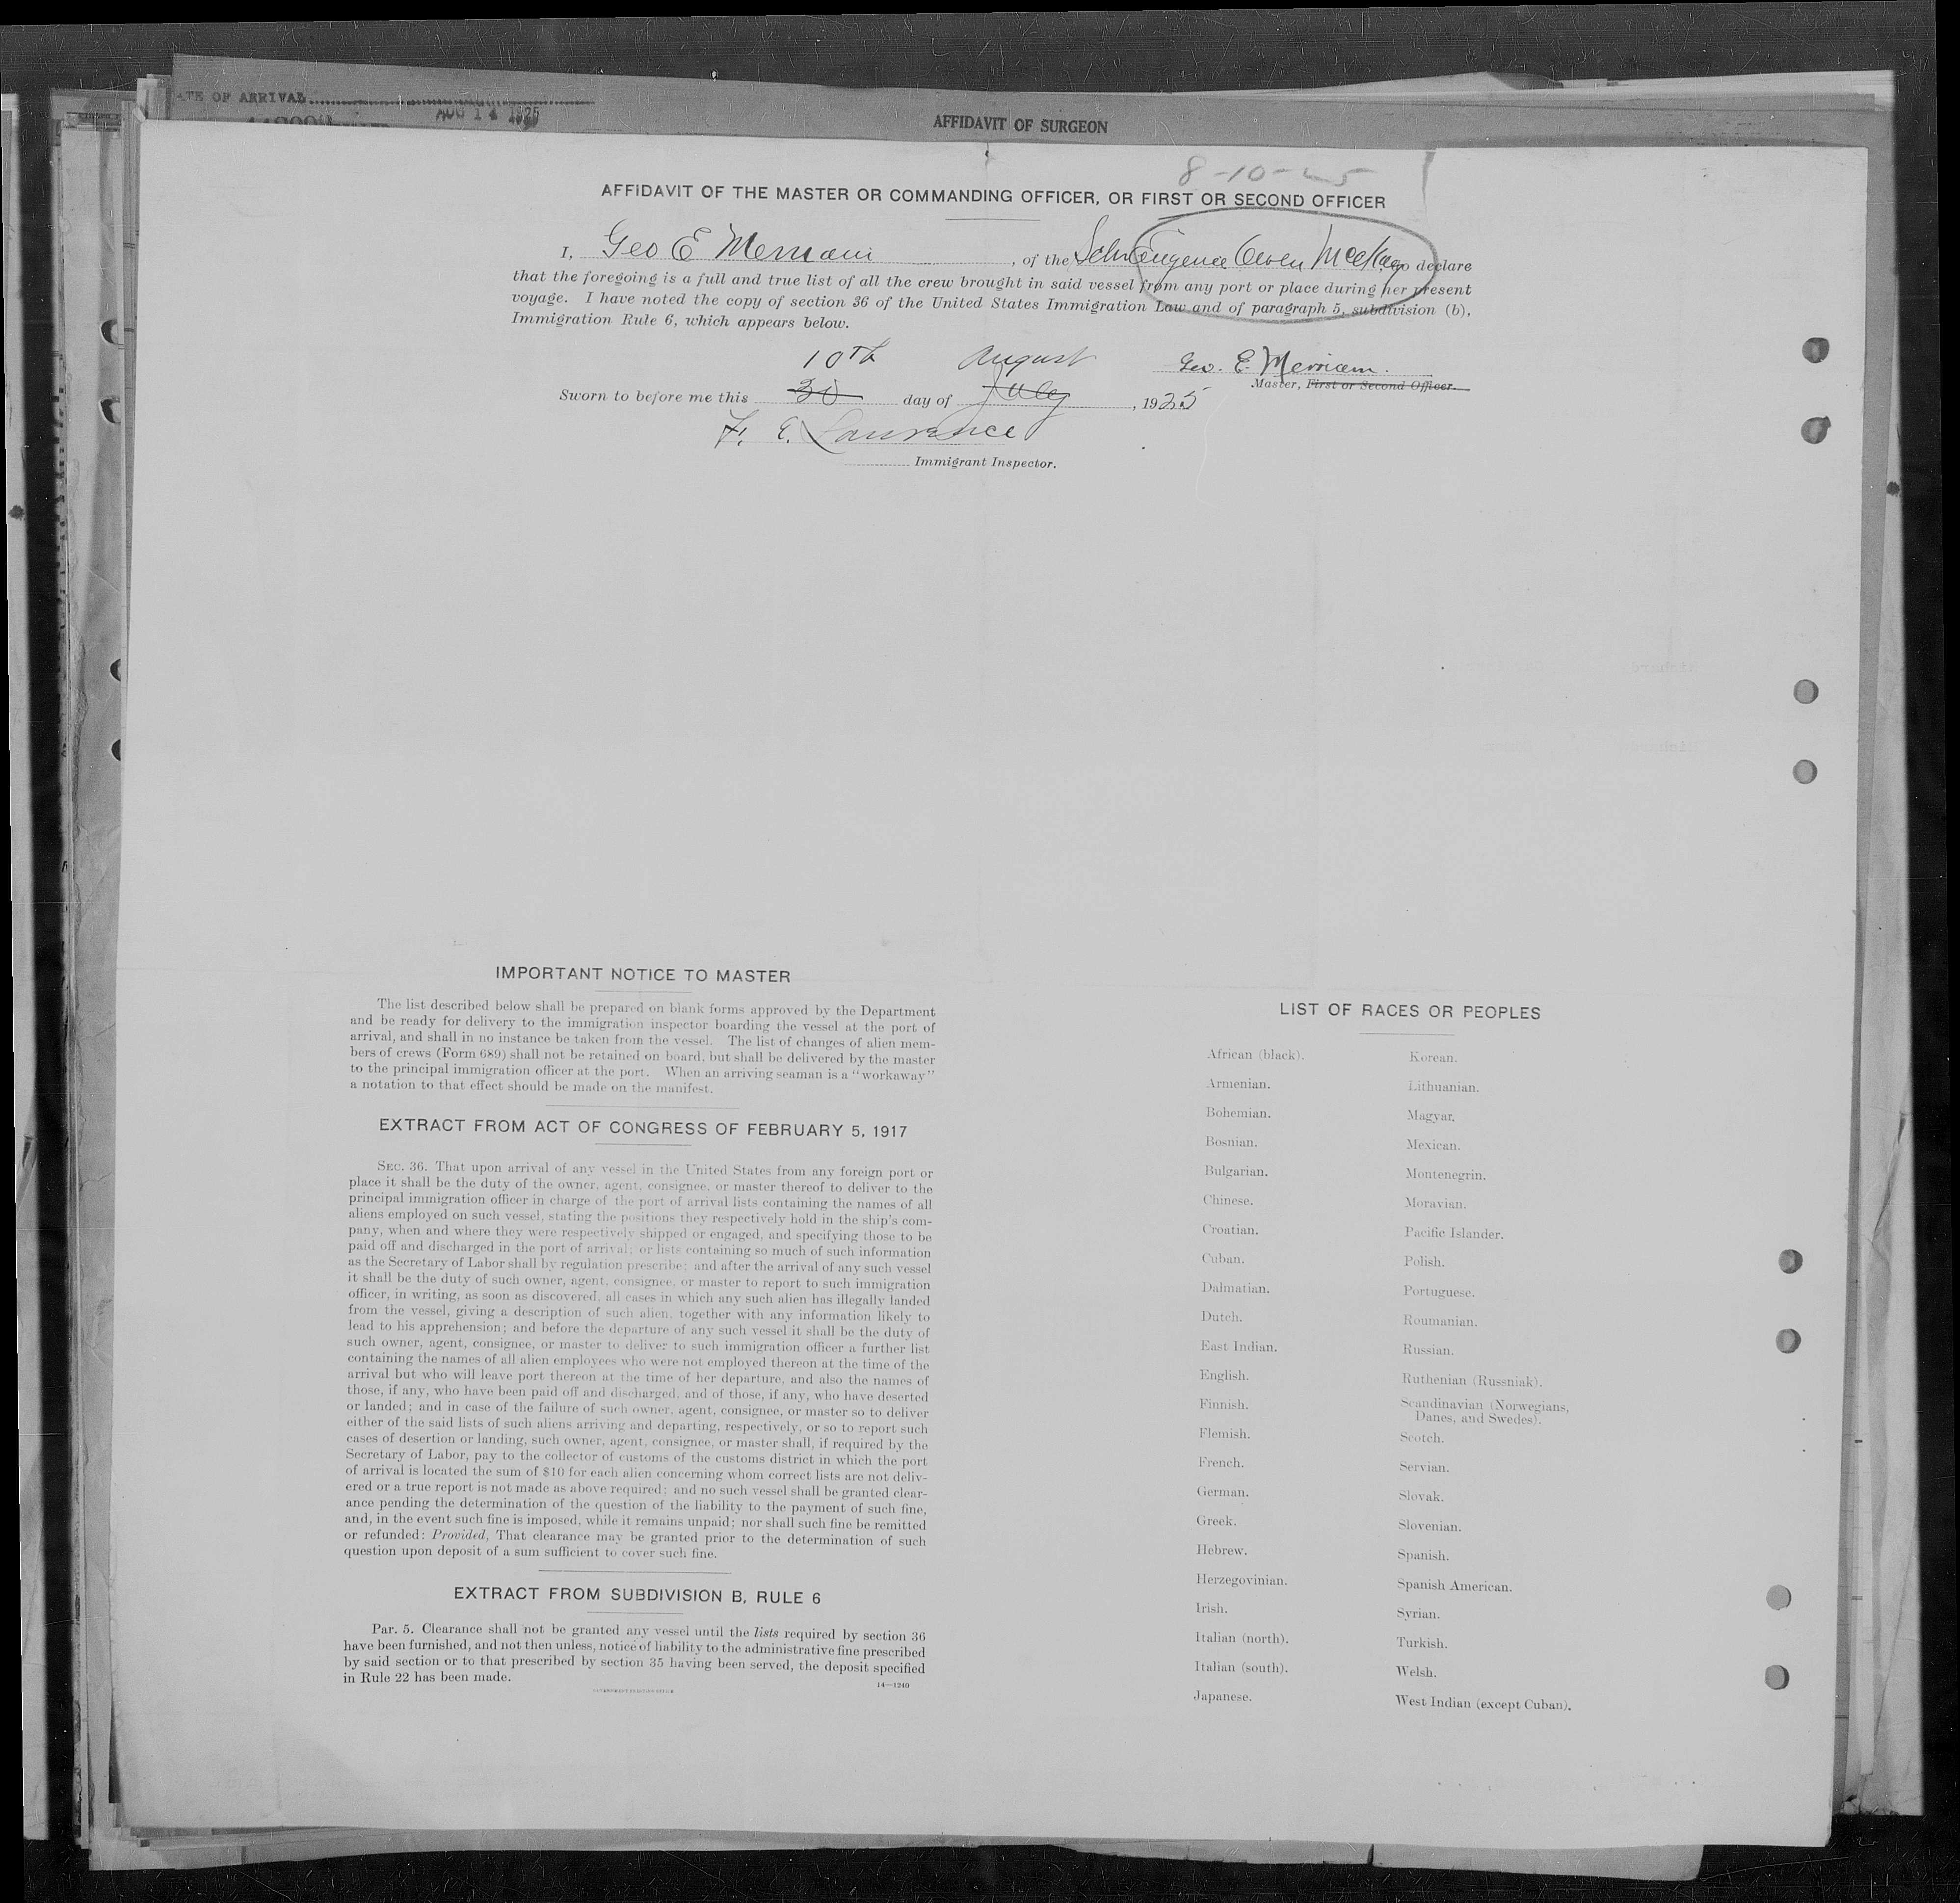 DATE OF ARRIVAL
AUG 14 1925
AFFIDAVIT OF SURGEON
8-10-25
AFFIDAVIT OF THE MASTER OR COMMANDING OFFICER, OR FIRST OR SECOND OFFICER
I, Geo E Merriam, of the Schr Eugenie Owen McKay, do declare
that the foregoing is a full and true list of all the crew brought in said vessel from any port or place during her present
voyage. I have noted the copy of section 36 of the United States Immigration Law and of paragraph 5, subdivision (b),
Immigration Rule 6, which appears below.
10th August Geo. E. Merriam.
Master, First or Second Officer.
Sworn to before me this 30 day of July, 1925
F. E. Lawrence
Immigrant Inspector.
IMPORTANT NOTICE TO MASTER
The list described below shall be prepared on blank forms approved by the Department
and be ready for delivery to the immigration inspector boarding the vessel at the port of
arrival, and shall in no instance be taken from the vessel. The list of changes of alien mem-
bers of crews (Form 689) shall not be retained on board, but shall be delivered by the master
to the principal immigration officer at the port. When an arriving seaman is a "workaway"
a notation to that effect should be made on the manifest.
EXTRACT FROM ACT OF CONGRESS OF FEBRUARY 5, 1917
SEC. 36. That upon arrival of any vessel in the United States from any foreign port or
place it shall be the duty of the owner, agent, consignee, or master thereof to deliver to the
principal immigration officer in charge of the port of arrival lists containing the names of all
aliens employed on such vessel, stating the positions they respectively hold in the ship's com-
pany, when and where they were respectively shipped or engaged, and specifying those to be
paid off and discharged in the port of arrival; or lists containing so much of such information
as the Secretary of Labor shall by regulation prescribe; and after the arrival of any such vessel
it shall be the duty of such owner, agent, consignee, or master to report to such immigration
officer, in writing, as soon as discovered, all cases in which any such alien has illegally landed
from the vessel, giving a description of such alien, together with any information likely to
lead to his apprehension; and before the departure of any such vessel it shall be the duty of
such owner, agent, consignee, or master to deliver to such immigration officer a further list
containing the names of all alien employees who were not employed thereon at the time of the
arrival but who will leave port thereon at the time of her departure, and also the names of
those, if any, who have been paid off and discharged, and of those, if any, who have deserted
or landed; and in case of the failure of such owner, agent, consignee, or master so to deliver
either of the said lists of such aliens arriving and departing, respectively, or so to report such
cases of desertion or landing, such owner, agent, consignee, or master shall, if required by the
Secretary of Labor, pay to the collector of customs of the customs district in which the port
of arrival is located the sum of $10 for each alien concerning whom correct lists are not deliv-
ered or a true report is not made as above required; and no such vessel shall be granted clear-
ance pending the determination of the question of the liability to the payment of such fine,
and, in the event such fine is imposed, while it remains unpaid; nor shall such fine be remitted
or refunded: Provided, That clearance may be granted prior to the determination of such
question upon deposit of a sum sufficient to cover such fine.
EXTRACT FROM SUBDIVISION B, RULE 6
Par. 5. Clearance shall not be granted any vessel until the lists required by section 36
have been furnished, and not then unless, notice of liability to the administrative fine prescribed
by said section or to that prescribed by section 35 having been served, the deposit specified
in Rule 22 has been made.
14—1240
GOVERNMENT PRINTING OFFICE
LIST OF RACES OR PEOPLES
African (black).
Armenian.
Bohemian.
Bosnian.
Bulgarian.
Chinese.
Croatian.
Cuban.
Dalmatian.
Dutch.
East Indian.
English.
Finnish.
Flemish.
French.
German.
Greek.
Hebrew.
Herzegovinian.
Irish.
Italian (north).
Italian (south).
Japanese.
Korean.
Lithuanian.
Magyar.
Mexican.
Montenegrin.
Moravian.
Pacific Islander.
Polish.
Portuguese.
Roumanian.
Russian.
Ruthenian (Russniak).
Scandinavian (Norwegians,
Danes, and Swedes).
Scotch.
Servian.
Slovak.
Slovenian.
Spanish.
Spanish American.
Syrian.
Turkish.
Welsh.
West Indian (except Cuban).